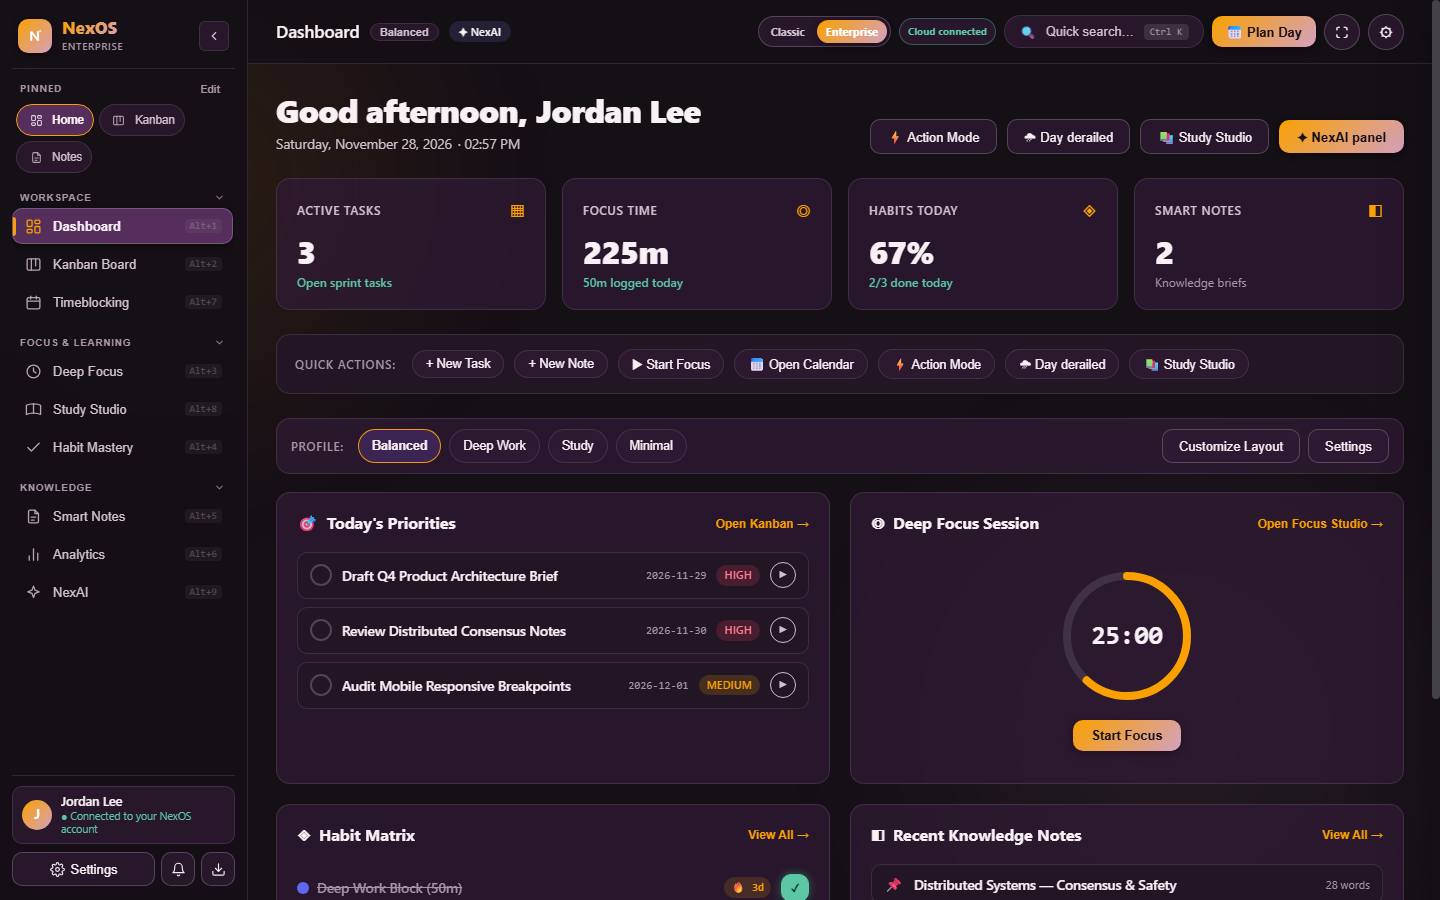 N
NexOS
ENTERPRISE
PINNED
Edit
Home
Kanban
Notes
WORKSPACE
Dashboard
Alt+1
Kanban Board
Alt+2
Timeblocking
Alt+7
FOCUS & LEARNING
Deep Focus
Alt+3
Study Studio
Alt+8
Habit Mastery
Alt+4
KNOWLEDGE
Smart Notes
Alt+5
Analytics
Alt+6
NexAI
Alt+9
J
Jordan Lee
● Connected to your NexOS
account
Settings
Dashboard
Balanced
✦ NexAI
Classic
Enterprise
Cloud connected
Quick search...
Ctrl K
Plan Day
Good afternoon, Jordan Lee
Saturday, November 28, 2026 · 02:57 PM
Action Mode
Day derailed
Study Studio
✦ NexAI panel
ACTIVE TASKS
3
Open sprint tasks
FOCUS TIME
225m
50m logged today
HABITS TODAY
67%
2/3 done today
SMART NOTES
2
Knowledge briefs
QUICK ACTIONS:
+ New Task
+ New Note
▶ Start Focus
Open Calendar
Action Mode
Day derailed
Study Studio
PROFILE:
Balanced
Deep Work
Study
Minimal
Customize Layout
Settings
Today's Priorities
Open Kanban →
Draft Q4 Product Architecture Brief
2026-11-29
HIGH
Review Distributed Consensus Notes
2026-11-30
HIGH
Audit Mobile Responsive Breakpoints
2026-12-01
MEDIUM
Deep Focus Session
Open Focus Studio →
25:00
Start Focus
Habit Matrix
View All →
Deep Work Block (50m)
3d
Recent Knowledge Notes
View All →
Distributed Systems — Consensus & Safety
28 words